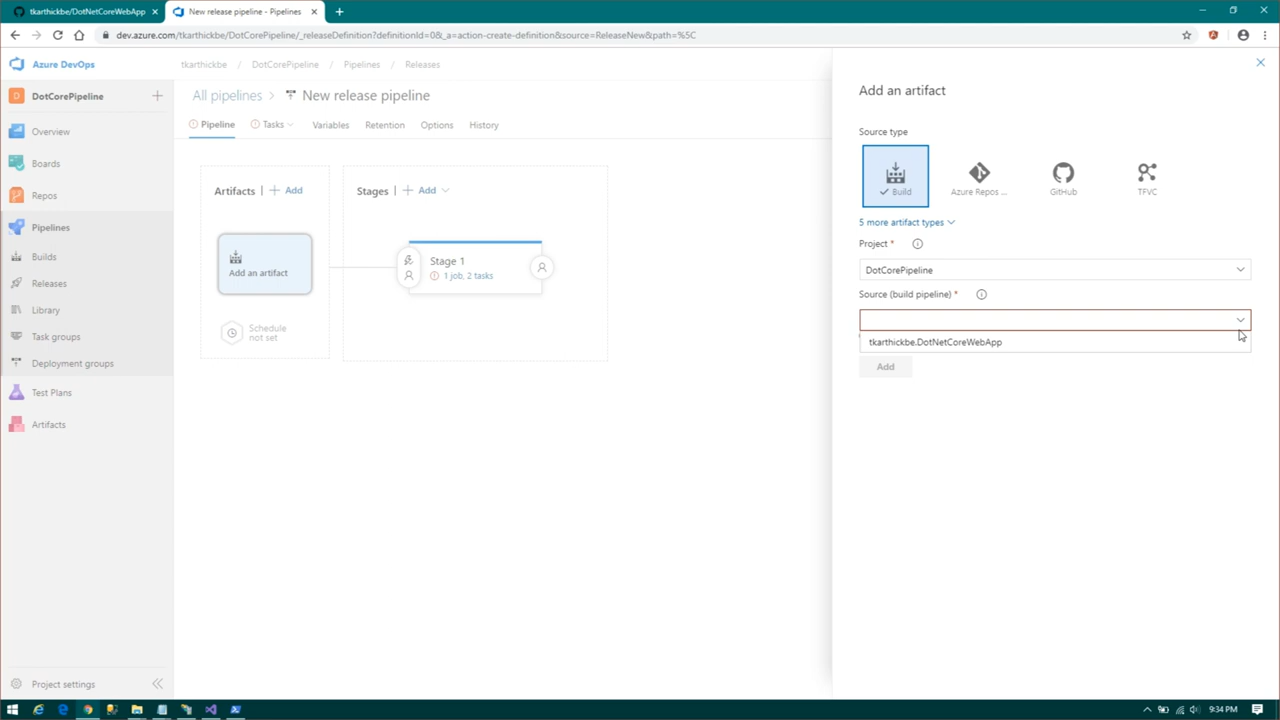 tkarthickbe/DotNetCoreWebApp
New release pipeline - Pipelines
dev.azure.com/tkarthickbe/DotCorePipeline/_releaseDefinition?definitionId=0&_a=action-create-definition&source=ReleaseNew&path=%5C
Azure DevOps
tkarthickbe / DotCorePipeline / Pipelines / Releases
D DotCorePipeline
Overview
Boards
Repos
Pipelines
Builds
Releases
Library
Task groups
Deployment groups
Test Plans
Artifacts
Project settings
All pipelines > New release pipeline
Pipeline Tasks Variables Retention Options History
Artifacts | + Add
Add an artifact
Schedule
not set
Stages | + Add
Stage 1
1 job, 2 tasks
Add an artifact
Source type
Build
Azure Repos ...
GitHub
TFVC
5 more artifact types
Project *
DotCorePipeline
Source (build pipeline) *
tkarthickbe.DotNetCoreWebApp
Add
9:34 PM